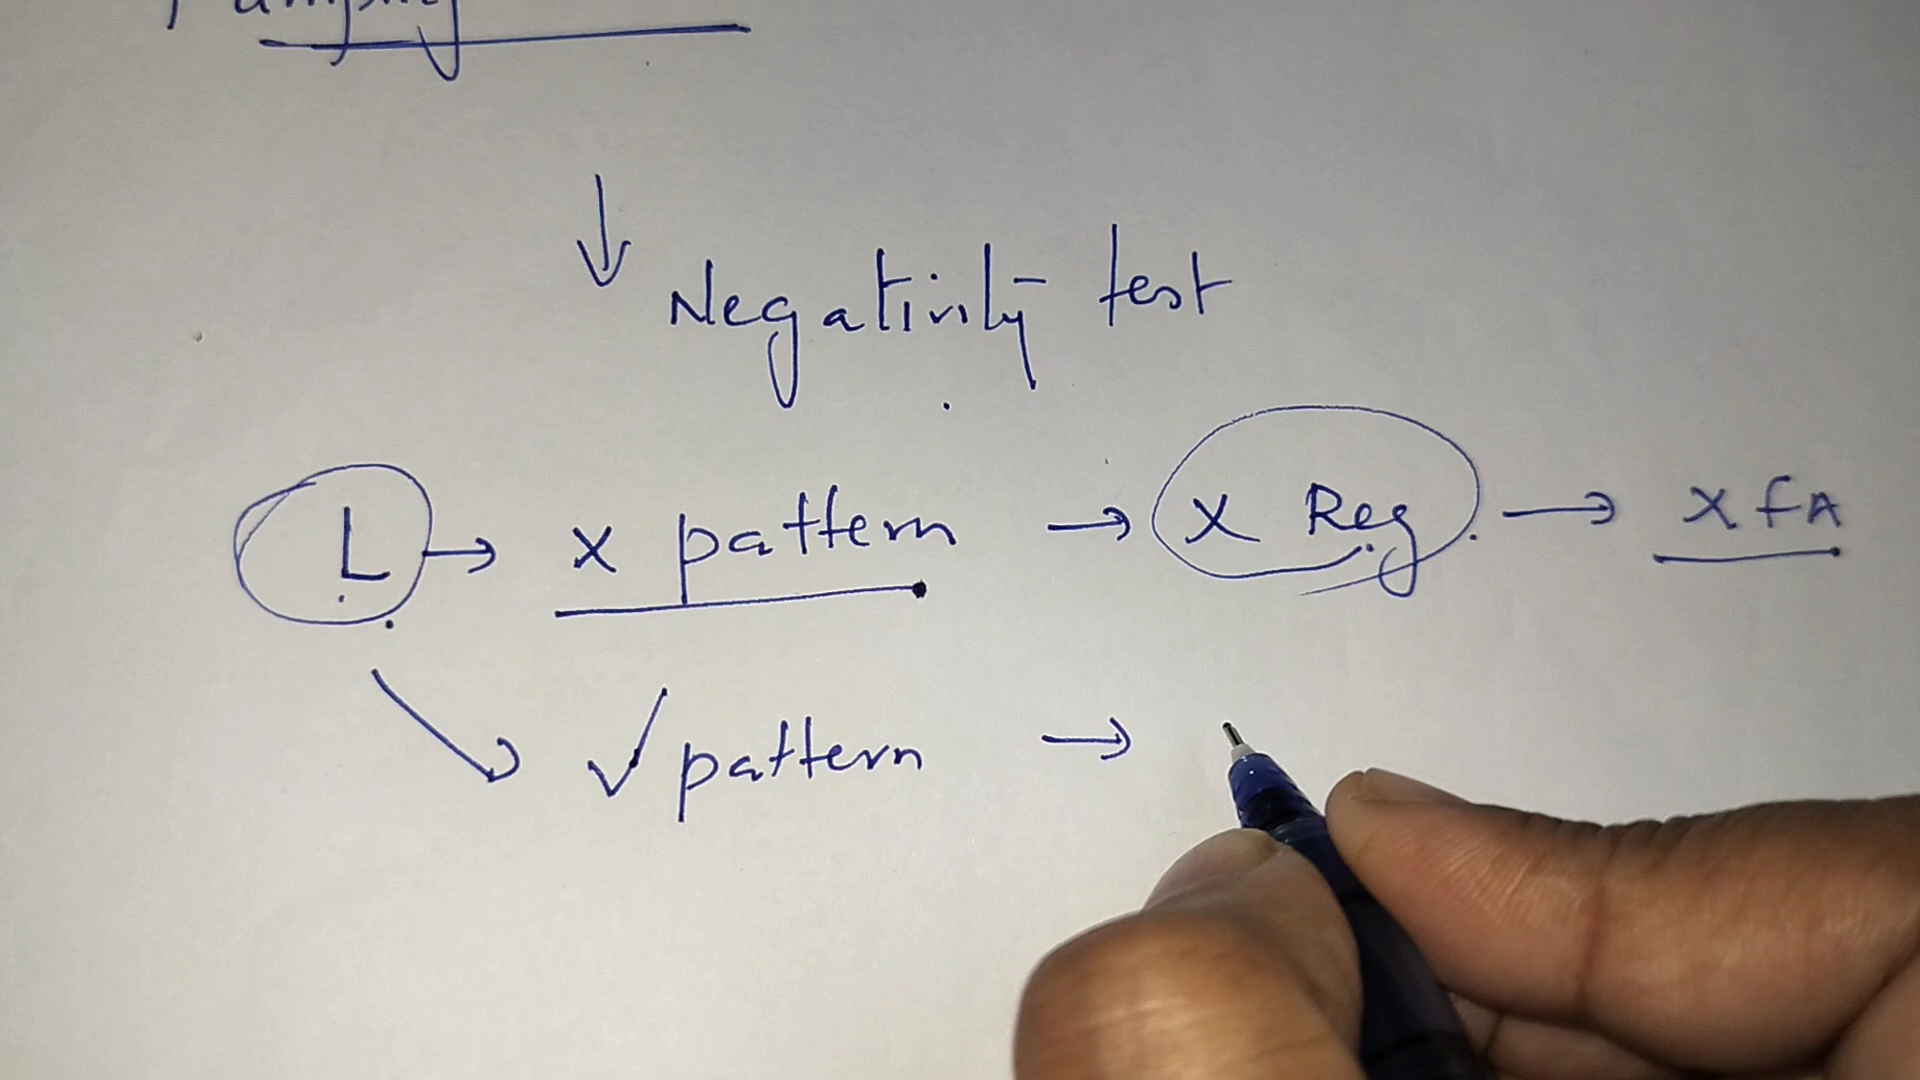 ↓ Negativity test
L → x pattern → x Reg. → x FA
✓ pattern →